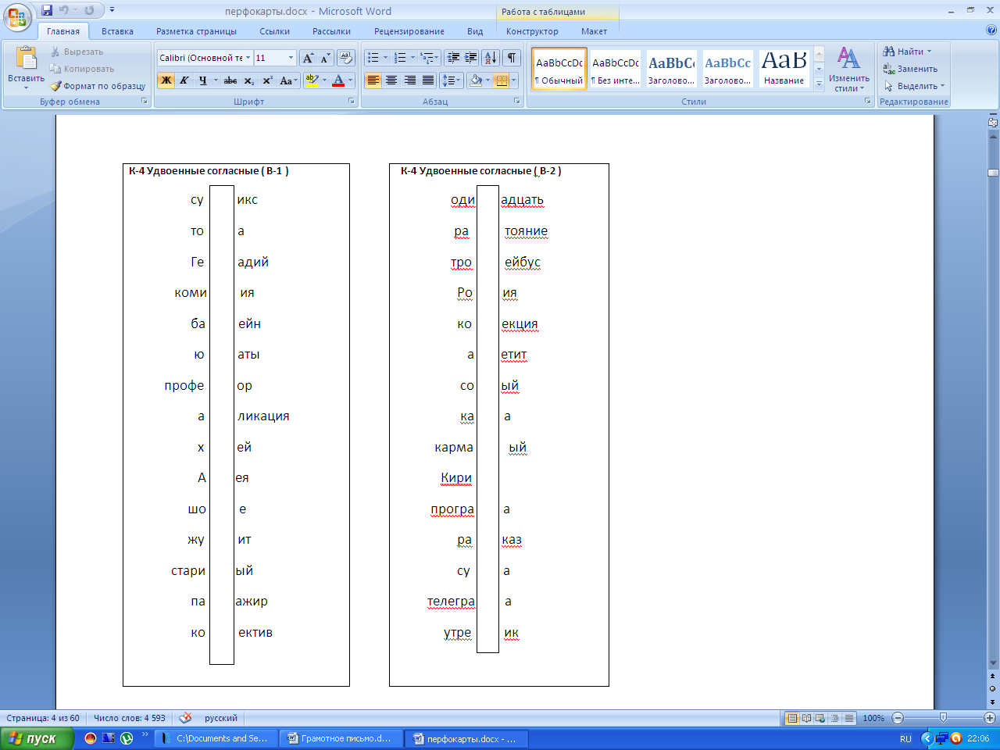 перфокарты.docx - Microsoft Word
Работа с таблицами
Главная Вставка Разметка страницы Ссылки Рассылки Рецензирование Вид Конструктор Макет
Вставить
Вырезать
Копировать
Формат по образцу
Буфер обмена
Calibri (Основной те 11
Ж К Ч abc x₂ x² Aa
Шрифт
Абзац
AaBbCcDc AaBbCcDc AaBbC AaBbCc AaB
¶ Обычный ¶ Без инте... Заголово... Заголово... Название
Изменить стили
Стили
Найти
Заменить
Выделить
Редактирование
К-4 Удвоенные согласные ( В-1 )
су икс
то а
Ге адий
коми ия
ба ейн
ю аты
профе ор
а ликация
х ей
А ея
шо е
жу ит
стари ый
па ажир
ко ектив
К-4 Удвоенные согласные ( В-2 )
оди адцать
ра тояние
тро ейбус
Ро ия
ко екция
а етит
со ый
ка а
карма ый
Кири
програ а
ра каз
су а
телегра а
утре ик
Страница: 4 из 60 Число слов: 4 593 русский 100%
пуск C:\Documents and Se... Грамотное письмо.d... перфокарты.docx - ... RU 22:06